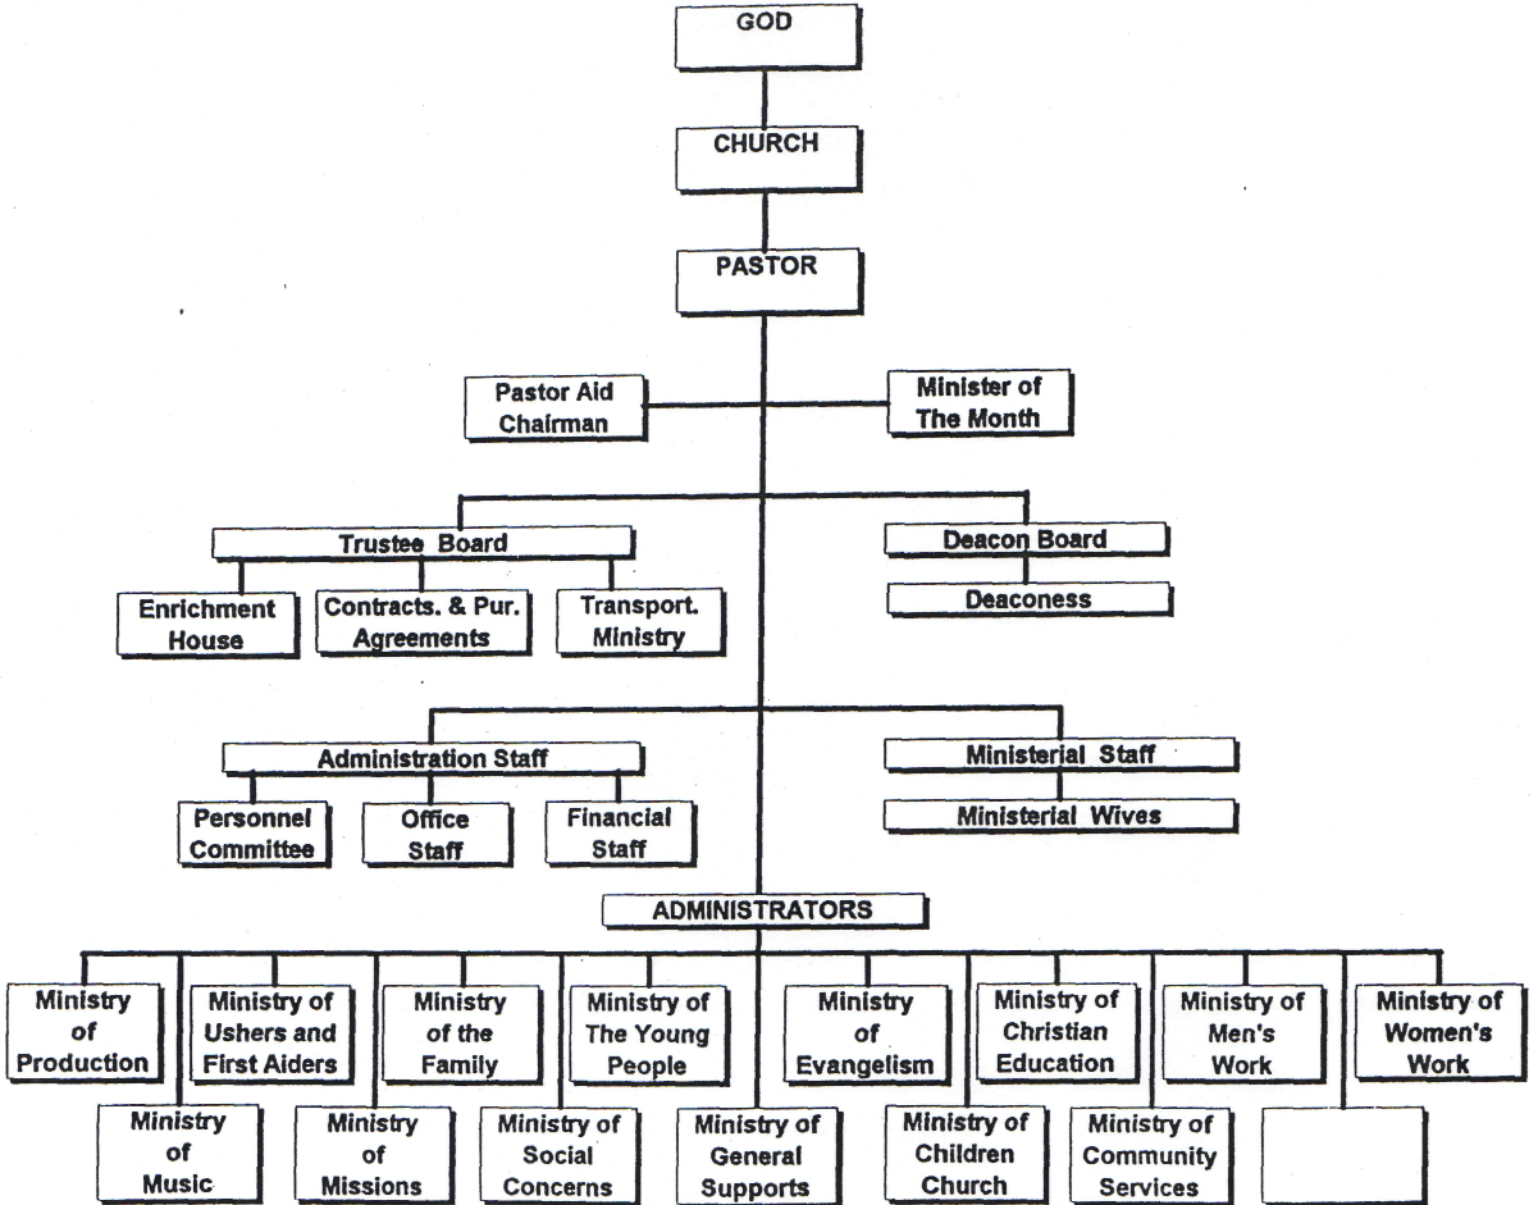 GOD
CHURCH
PASTOR
Pastor Aid
Chairman
Minister of
The Month
Trustee Board
Deacon Board
Enrichment
House
Contracts. & Pur.
Agreements
Transport.
Ministry
Deaconess
Administration Staff
Ministerial Staff
Personnel
Committee
Office
Staff
Financial
Staff
Ministerial Wives
ADMINISTRATORS
Ministry
of
Production
Ministry of
Ushers and
First Aiders
Ministry
of the
Family
Ministry of
The Young
People
Ministry
of
Evangelism
Ministry of
Christian
Education
Ministry of
Men's
Work
Ministry of
Women's
Work
Ministry
of
Music
Ministry
of
Missions
Ministry of
Social
Concerns
Ministry of
General
Supports
Ministry of
Children
Church
Ministry of
Community
Services